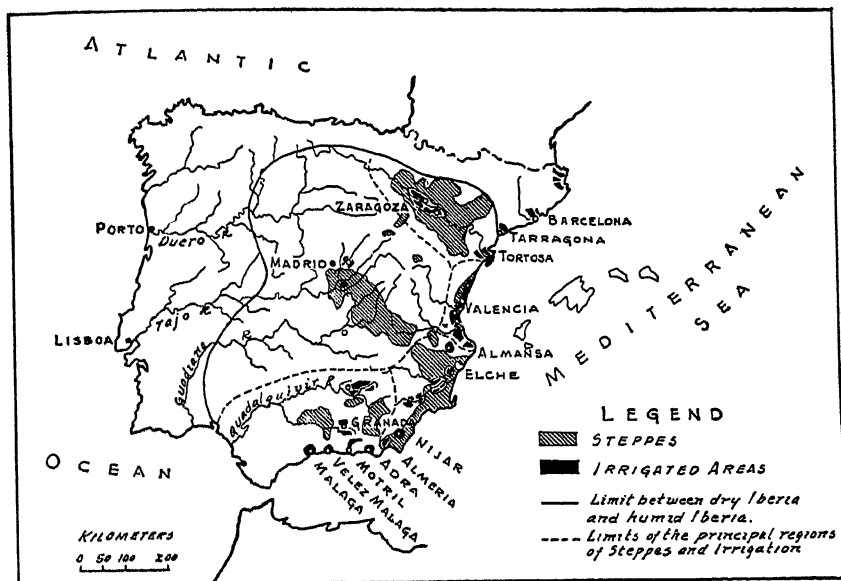 ATLANTIC
ZARAGOZA
BARCELONA
TARRAGONA
TORTOSA
PORTO
Duero R
MADRID
R
MEDITERRANEAN
SEA
VALENCIA
Tajo R
LISBOA
R
ALMANSA
ELCHE
Guadiana
Guadalquivir R
GRANADA
NIJAR
ALMERIA
ADRA
MOTRIL
VELEZ MALAGA
MALAGA
OCEAN
LEGEND
STEPPES
IRRIGATED AREAS
Limit between dry Iberia
and humid Iberia.
Limits of the principal regions
of Steppes and Irrigation
KILOMETERS
0 50 100 200